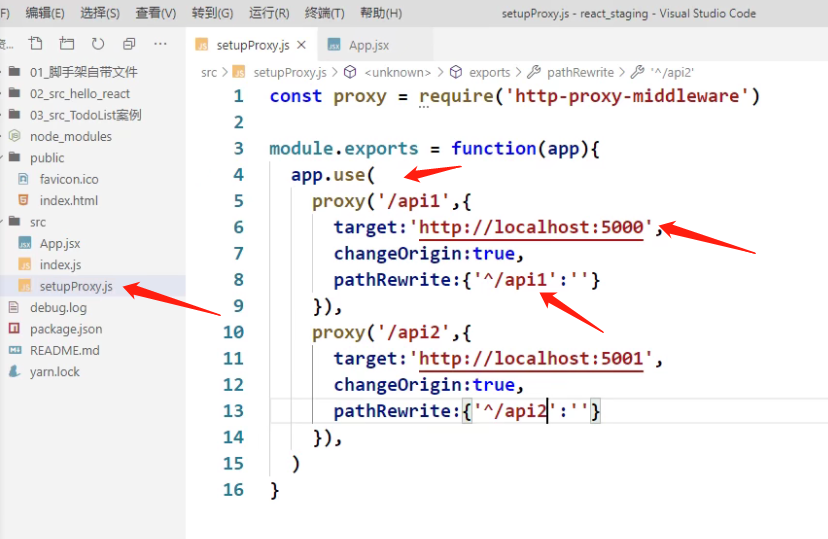 F) 编辑(E) 选择(S) 查看(V) 转到(G) 运行(R) 终端(T) 帮助(H) setupProxy.js - react_staging - Visual Studio Code
setupProxy.js × App.jsx
src > setupProxy.js > <unknown> > exports > pathRewrite > '^/api2'
01_脚手架自带文件
02_src_hello_react
03_src_TodoList案例
node_modules
public
favicon.ico
index.html
src
App.jsx
index.js
setupProxy.js
debug.log
package.json
README.md
yarn.lock
1 const proxy = require('http-proxy-middleware')
2
3 module.exports = function(app){
4 app.use(
5 proxy('/api1',{
6 target:'http://localhost:5000',
7 changeOrigin:true,
8 pathRewrite:{'^/api1':''}
9 }),
10 proxy('/api2',{
11 target:'http://localhost:5001',
12 changeOrigin:true,
13 pathRewrite:{'^/api2':''}
14 }),
15 )
16 }